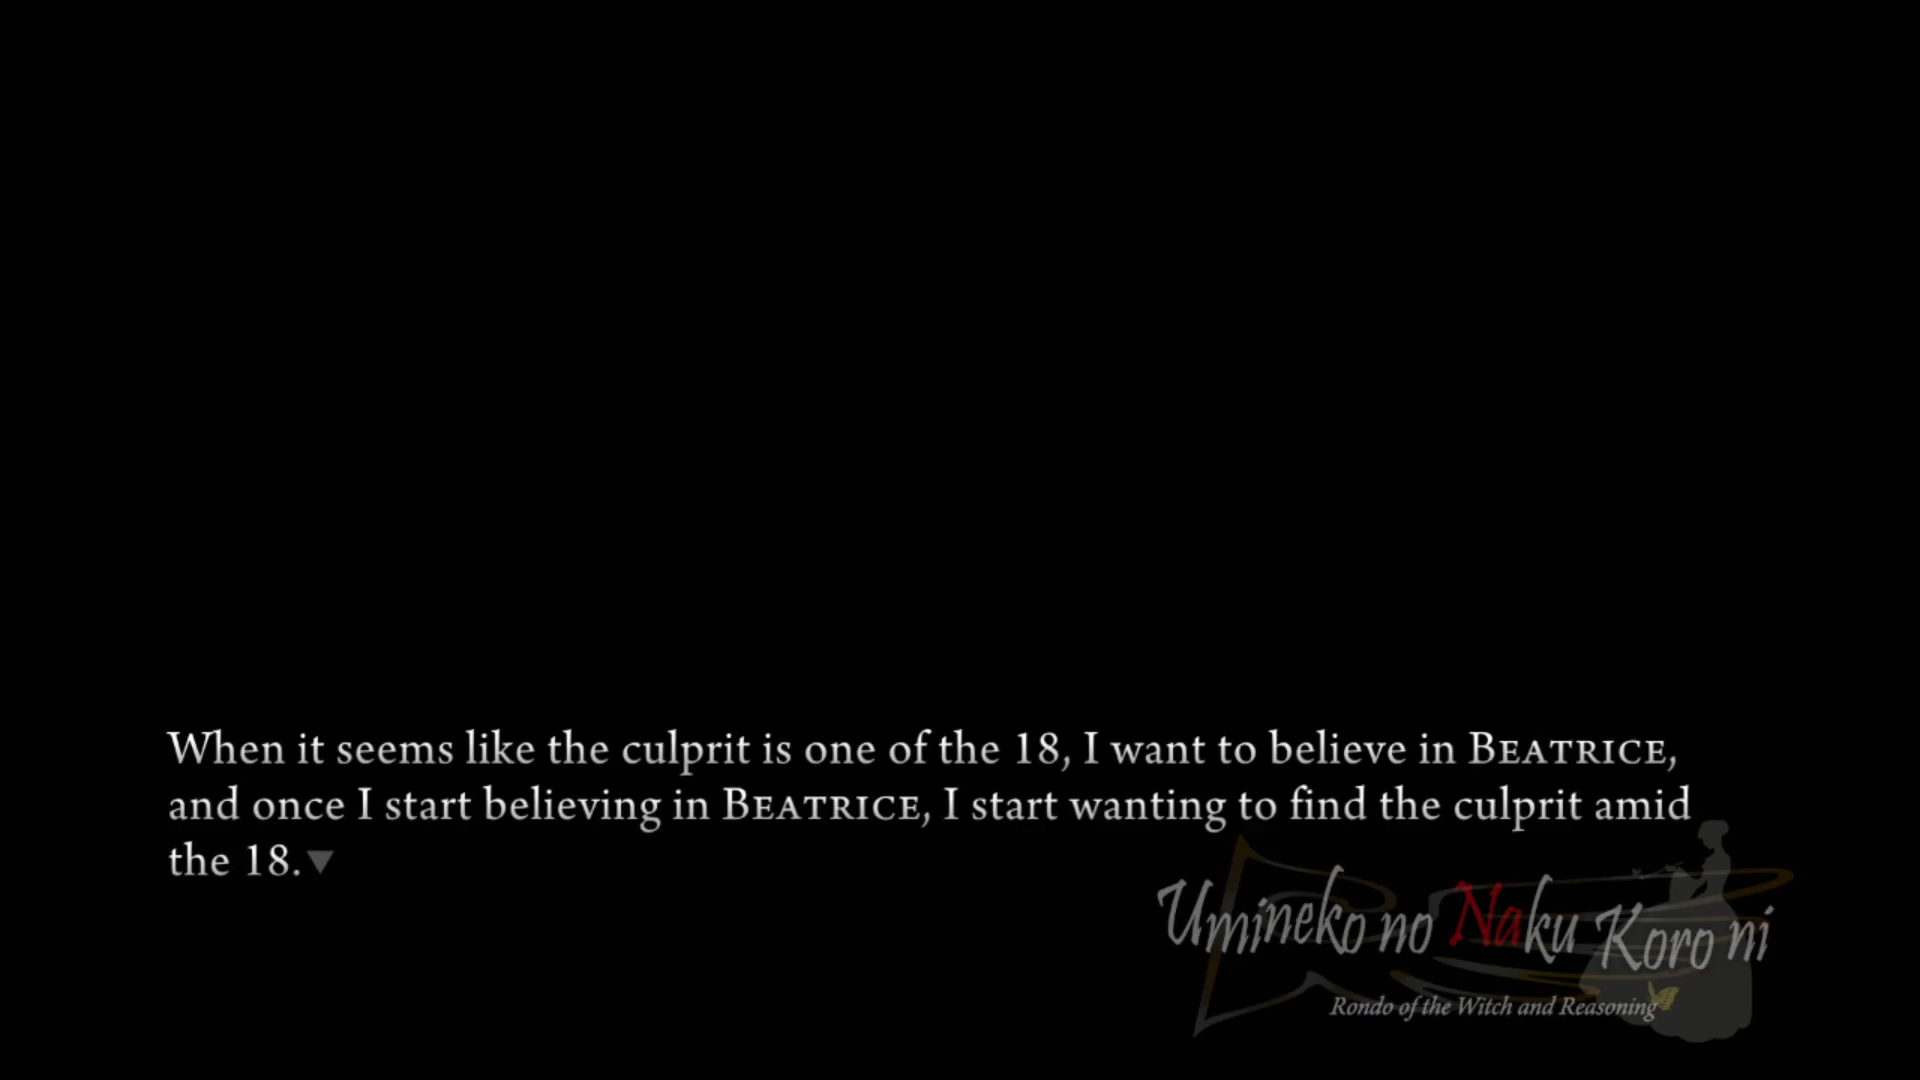 When it seems like the culprit is one of the 18, I want to believe in BEATRICE,
and once I start believing in BEATRICE, I start wanting to find the culprit amid
the 18.
Umineko no Naku Koro ni
Rondo of the Witch and Reasoning